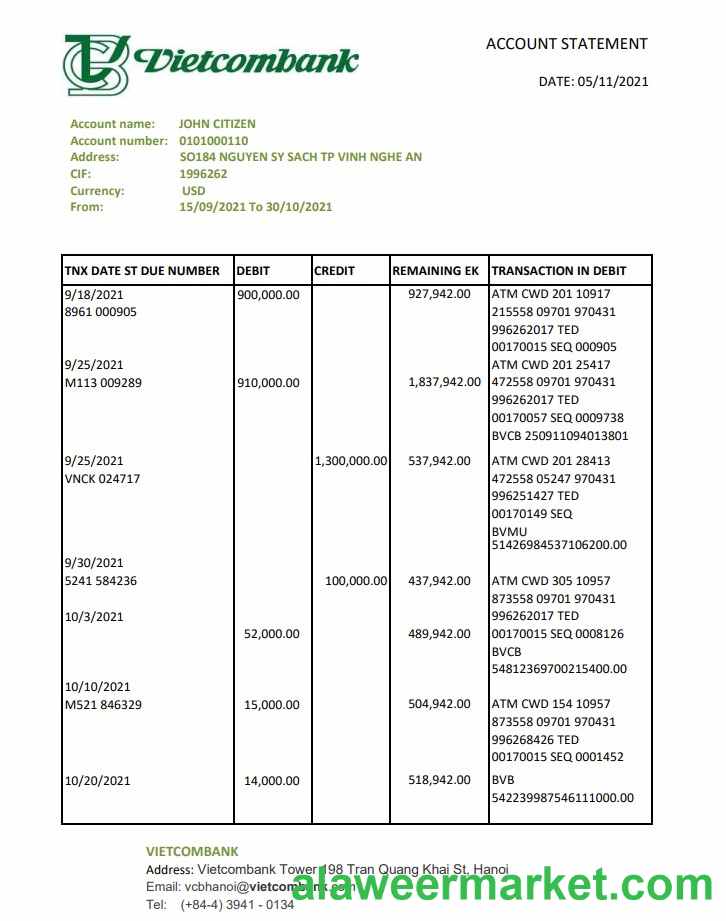 Vietcombank
ACCOUNT STATEMENT
DATE: 05/11/2021
Account name: JOHN CITIZEN
Account number: 0101000110
Address: SO184 NGUYEN SY SACH TP VINH NGHE AN
CIF: 1996262
Currency: USD
From: 15/09/2021 To 30/10/2021
TNX DATE ST DUE NUMBER DEBIT CREDIT REMAINING EK TRANSACTION IN DEBIT
9/18/2021 900,000.00 927,942.00 ATM CWD 201 10917
8961 000905 215558 09701 970431
996262017 TED
00170015 SEQ 000905
9/25/2021 ATM CWD 201 25417
M113 009289 910,000.00 1,837,942.00 472558 09701 970431
996262017 TED
00170057 SEQ 0009738
BVCB 250911094013801
9/25/2021 1,300,000.00 537,942.00 ATM CWD 201 28413
VNCK 024717 472558 05247 970431
996251427 TED
00170149 SEQ
BVMU
51426984537106200.00
9/30/2021
5241 584236 100,000.00 437,942.00 ATM CWD 305 10957
873558 09701 970431
10/3/2021 996262017 TED
52,000.00 489,942.00 00170015 SEQ 0008126
BVCB
54812369700215400.00
10/10/2021
M521 846329 15,000.00 504,942.00 ATM CWD 154 10957
873558 09701 970431
996268426 TED
00170015 SEQ 0001452
10/20/2021 14,000.00 518,942.00 BVB
542239987546111000.00
VIETCOMBANK
Address: Vietcombank Tower 198 Tran Quang Khai St, Hanoi
Email: vcbhanoi@vietcombank.com
Tel: (+84-4) 3941 - 0134
alaweermarket.com